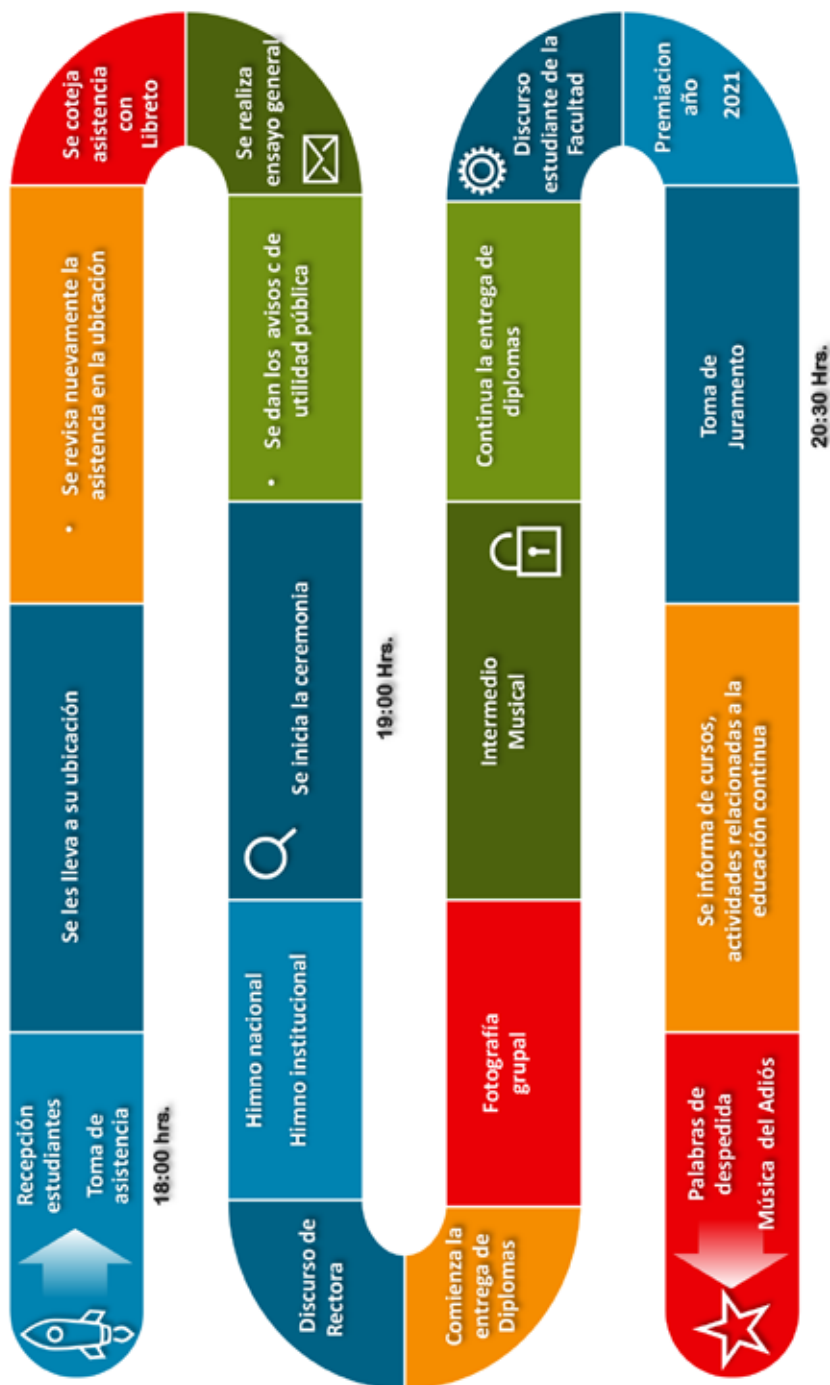 Recepción
estudiantes
Toma de
asistencia
18:00 hrs.
Se les lleva a su ubicación
• Se revisa nuevamente la
asistencia en la ubicación
Se coteja
asistencia
con
Libreto
Se realiza
ensayo general
• Se dan los avisos c de
utilidad pública
Se inicia la ceremonia
19:00 Hrs.
Himno nacional
Himno institucional
Discurso de
Rectora
Comienza la
entrega de
Diplomas
Fotografía
grupal
Intermedio
Musical
Continua la entrega de
diplomas
Discurso
estudiante de la
Facultad
Premiacion
año
2021
Toma de
Juramento
20:30 Hrs.
Se informa de cursos,
actividades relacionadas a la
educación continua
Palabras de
despedida
Música del Adiós